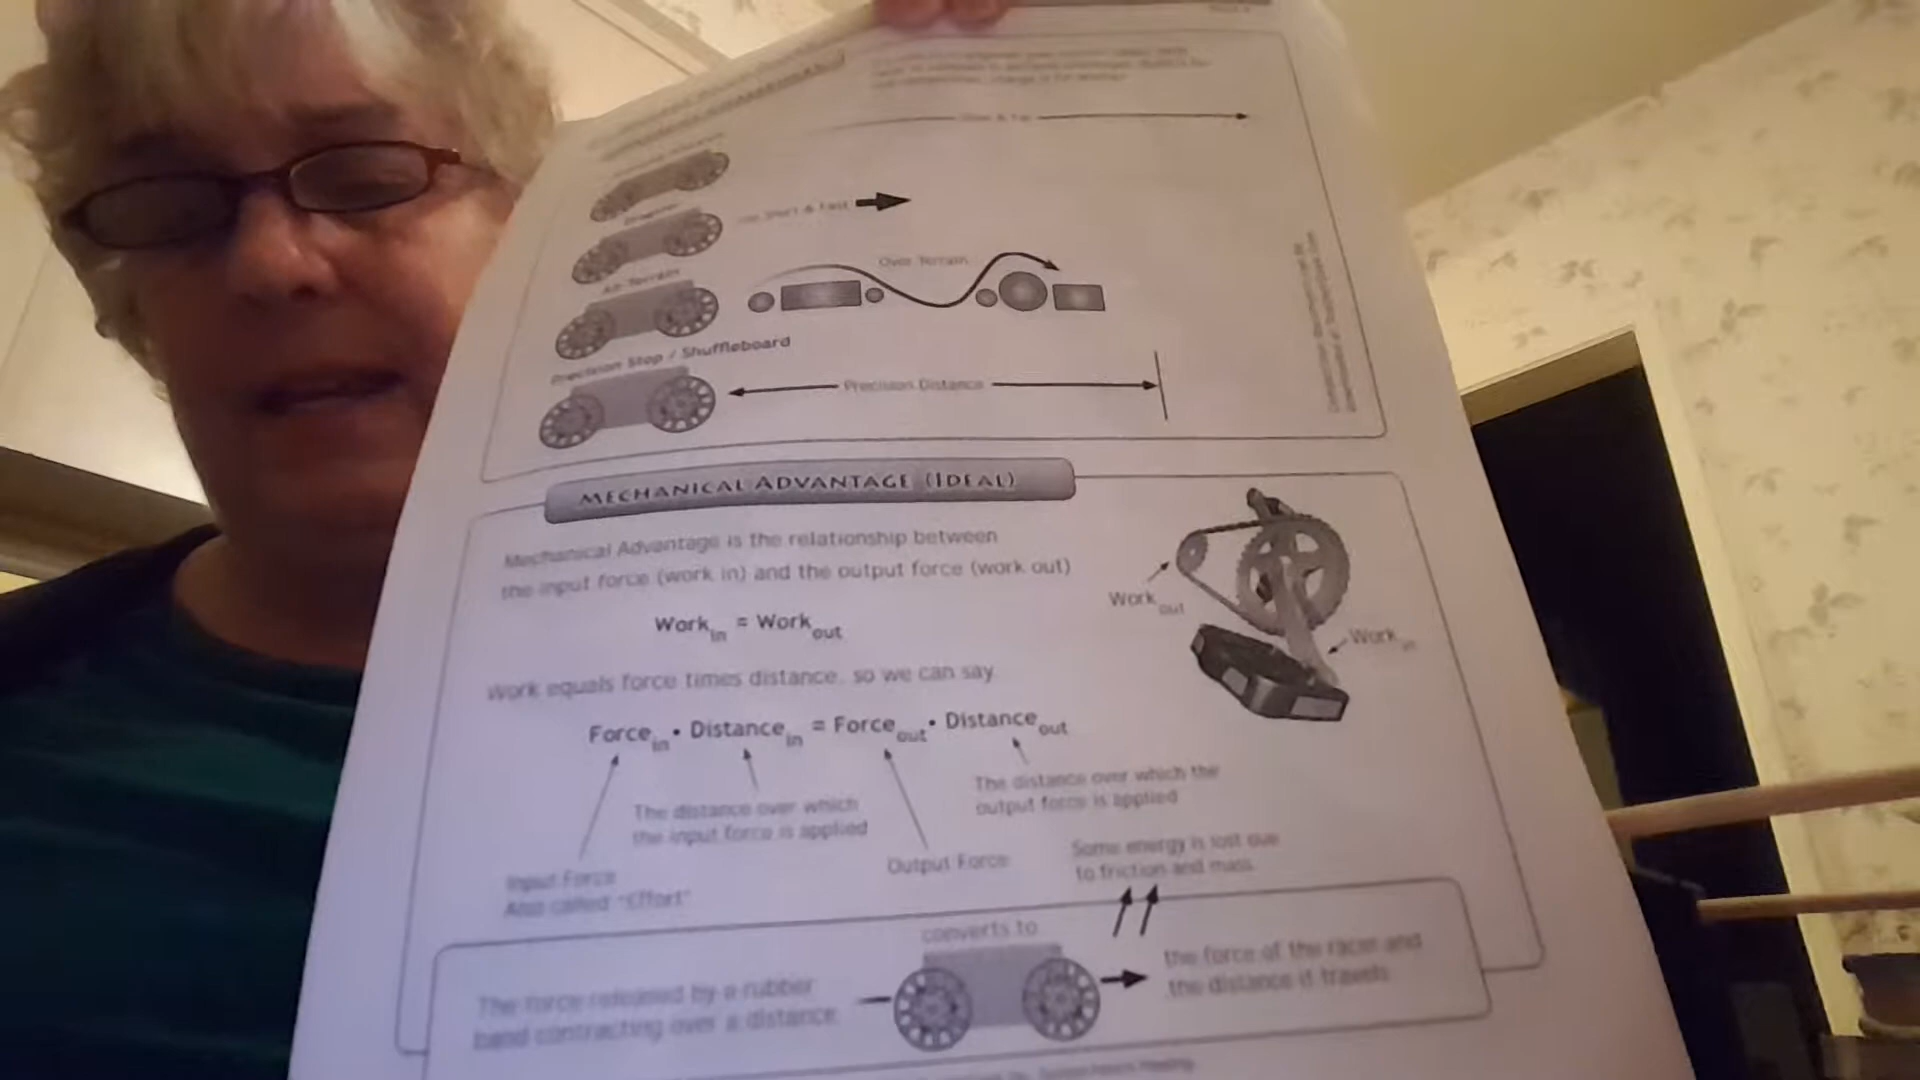 Dragster
All Terrain
Over Terrain
Precision Stop / Shuffleboard
Precision Distance
MECHANICAL ADVANTAGE (IDEAL)
Mechanical Advantage is the relationship between
the input force (work in) and the output force (work out)
Work in = Work out
Work out
Work in
Work equals force times distance, so we can say
Force in • Distance in = Force out • Distance out
The distance over which
the input force is applied
The distance over which the
output force is applied
Input Force
Also called "Effort"
Output Force
Some energy is lost due
to friction and mass
The force released by a rubber
band contracting over a distance
converts to
the force of the racer and
the distance it travels